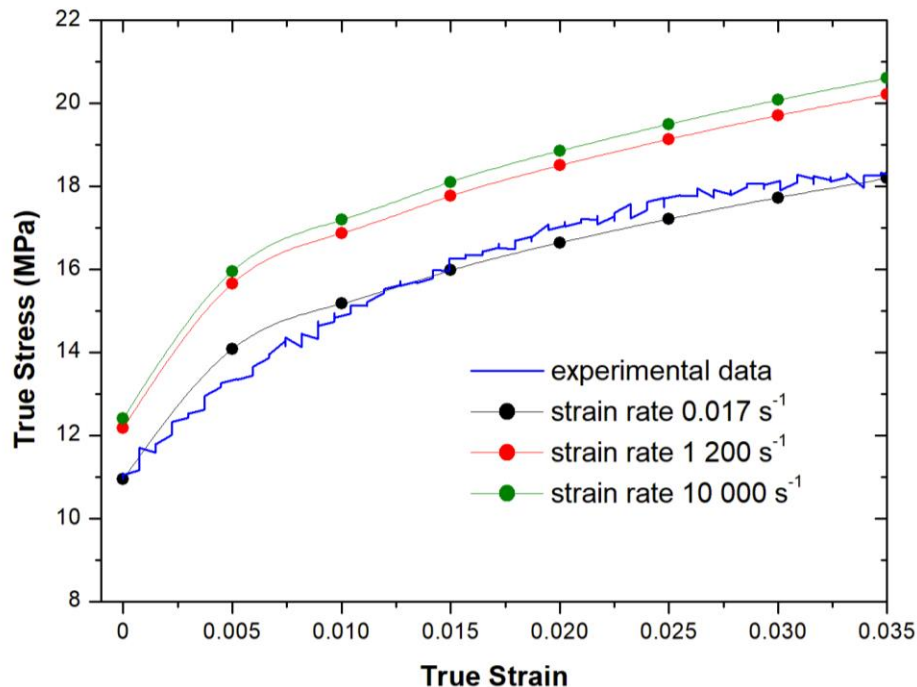 22
20
18
16
14
12
10
8
True Stress (MPa)
experimental data
strain rate 0.017 s⁻¹
strain rate 1 200 s⁻¹
strain rate 10 000 s⁻¹
0 0.005 0.010 0.015 0.020 0.025 0.030 0.035
True Strain